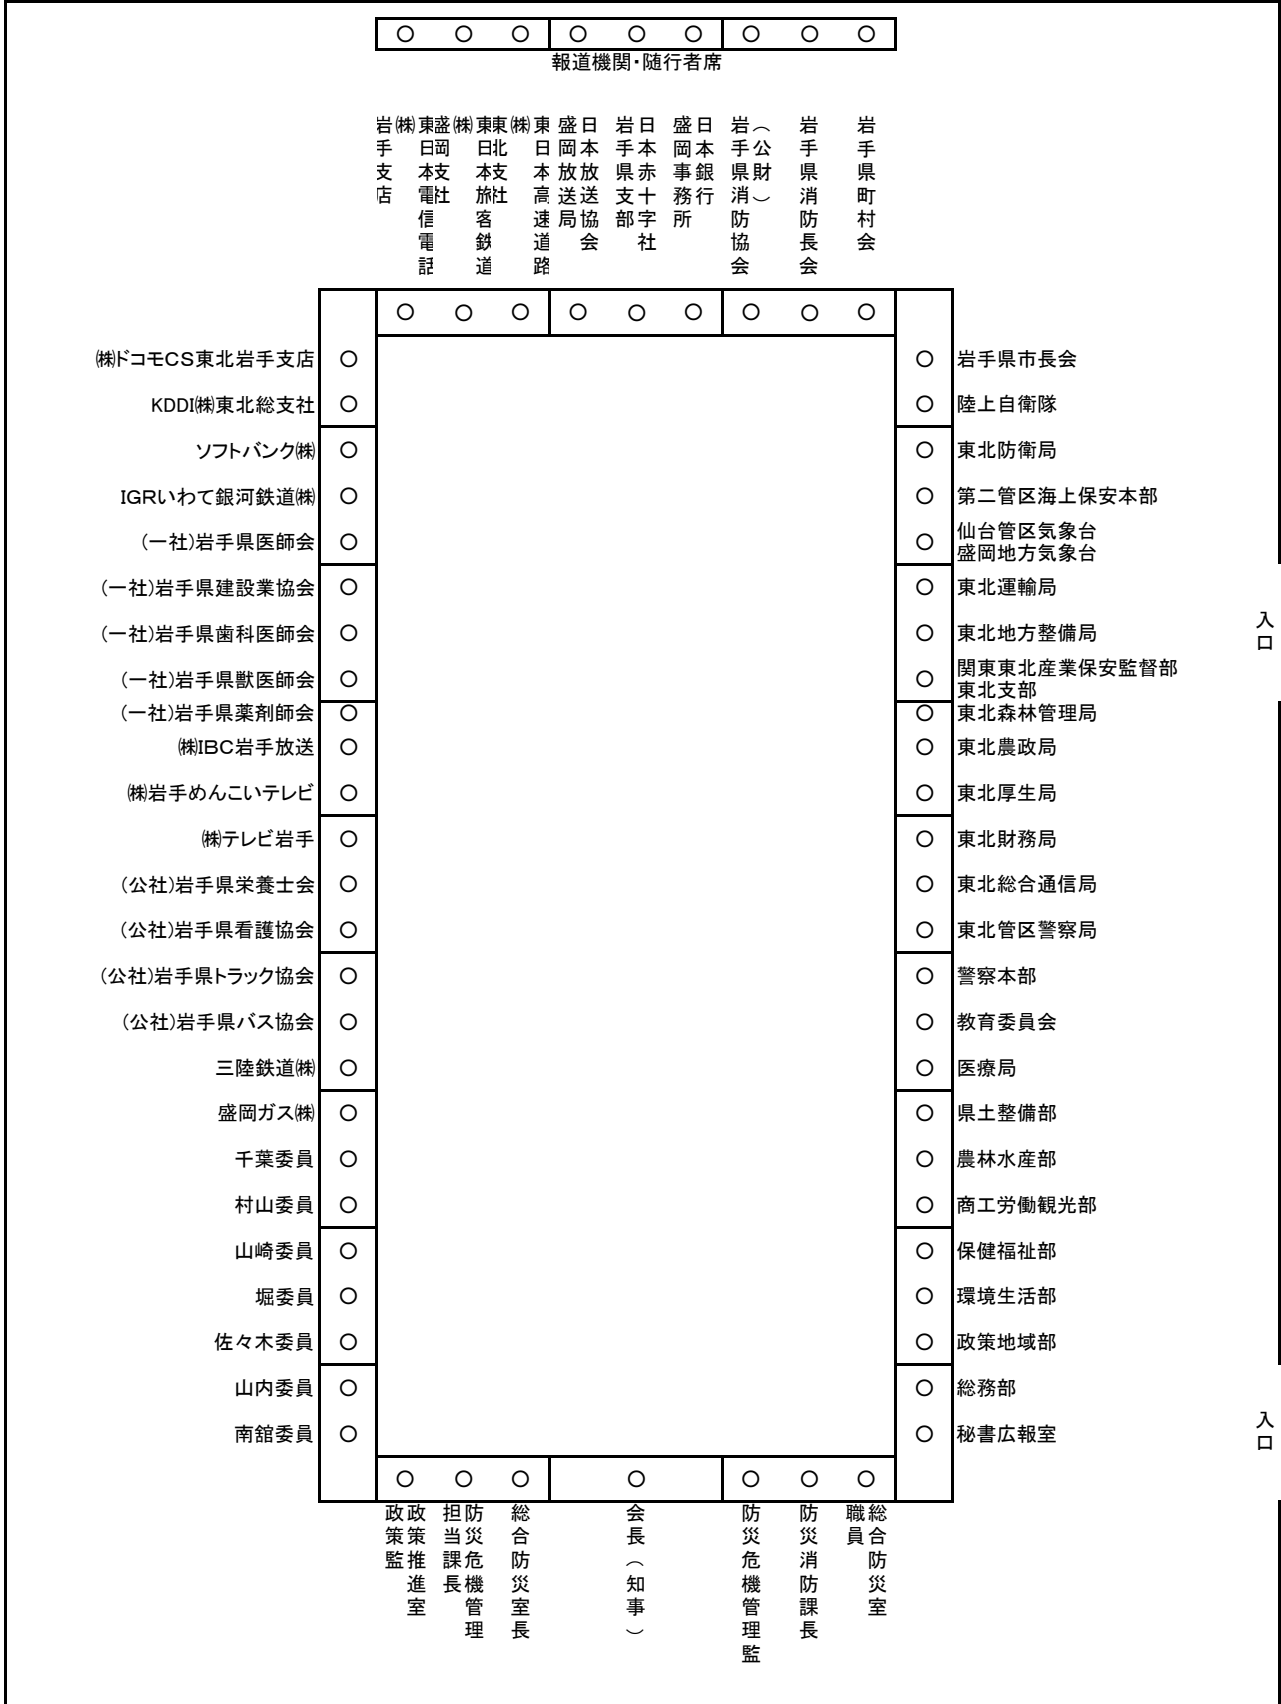 報道機関・随行者席
岩手県町村会
岩手県消防長会
（公財）
岩手県消防協会
日本銀行
盛岡事務所
日本赤十字社
岩手県支部
日本放送協会
盛岡放送局
東日本高速道路
㈱
東北支社
東日本旅客鉄道
㈱
盛岡支社
東日本電信電話
㈱
岩手支店
㈱ドコモCS東北岩手支店
KDDI㈱東北総支社
ソフトバンク㈱
IGRいわて銀河鉄道㈱
(一社)岩手県医師会
(一社)岩手県建設業協会
(一社)岩手県歯科医師会
(一社)岩手県獣医師会
(一社)岩手県薬剤師会
㈱IBC岩手放送
㈱岩手めんこいテレビ
㈱テレビ岩手
(公社)岩手県栄養士会
(公社)岩手県看護協会
(公社)岩手県トラック協会
(公社)岩手県バス協会
三陸鉄道㈱
盛岡ガス㈱
千葉委員
村山委員
山崎委員
堀委員
佐々木委員
山内委員
南舘委員
岩手県市長会
陸上自衛隊
東北防衛局
第二管区海上保安本部
仙台管区気象台
盛岡地方気象台
東北運輸局
東北地方整備局
関東東北産業保安監督部
東北支部
東北森林管理局
東北農政局
東北厚生局
東北財務局
東北総合通信局
東北管区警察局
警察本部
教育委員会
医療局
県土整備部
農林水産部
商工労働観光部
保健福祉部
環境生活部
政策地域部
総務部
秘書広報室
入口
入口
総合防災室
職員
防災消防課長
防災危機管理監
会長（知事）
総合防災室長
防災危機管理
担当課長
政策推進室
政策監